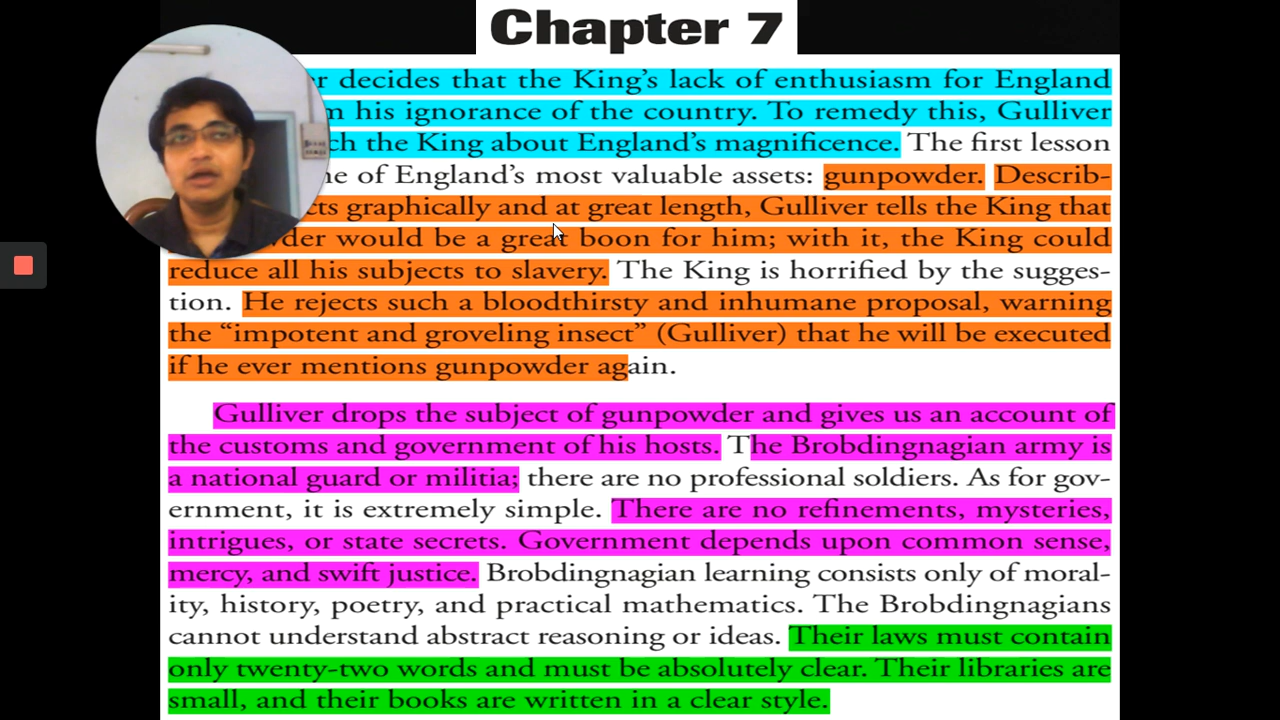 Chapter 7
r decides that the King's lack of enthusiasm for England
m his ignorance of the country. To remedy this, Gulliver
ch the King about England's magnificence. The first lesson
ne of England's most valuable assets: gunpowder. Describ-
cts graphically and at great length, Gulliver tells the King that
wder would be a great boon for him; with it, the King could
reduce all his subjects to slavery. The King is horrified by the sugges-
tion. He rejects such a bloodthirsty and inhumane proposal, warning
the “impotent and groveling insect” (Gulliver) that he will be executed
if he ever mentions gunpowder again.
Gulliver drops the subject of gunpowder and gives us an account of
the customs and government of his hosts. The Brobdingnagian army is
a national guard or militia; there are no professional soldiers. As for gov-
ernment, it is extremely simple. There are no refinements, mysteries,
intrigues, or state secrets. Government depends upon common sense,
mercy, and swift justice. Brobdingnagian learning consists only of moral-
ity, history, poetry, and practical mathematics. The Brobdingnagians
cannot understand abstract reasoning or ideas. Their laws must contain
only twenty-two words and must be absolutely clear. Their libraries are
small, and their books are written in a clear style.